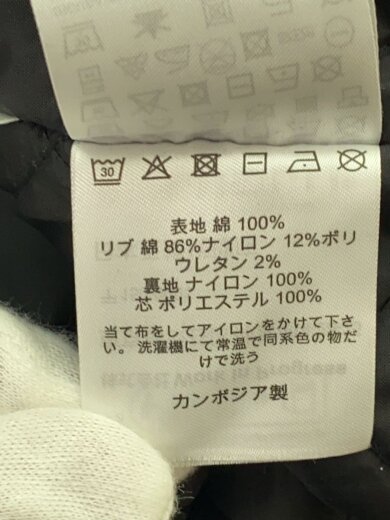 30
表地 綿 100%
リブ 綿 86%ナイロン 12%ポリ
ウレタン 2%
裏地 ナイロン 100%
芯 ポリエステル 100%
当て布をしてアイロンをかけて下さ
い。 洗濯機にて常温で同系色の物だ
けで洗う
カンボジア製